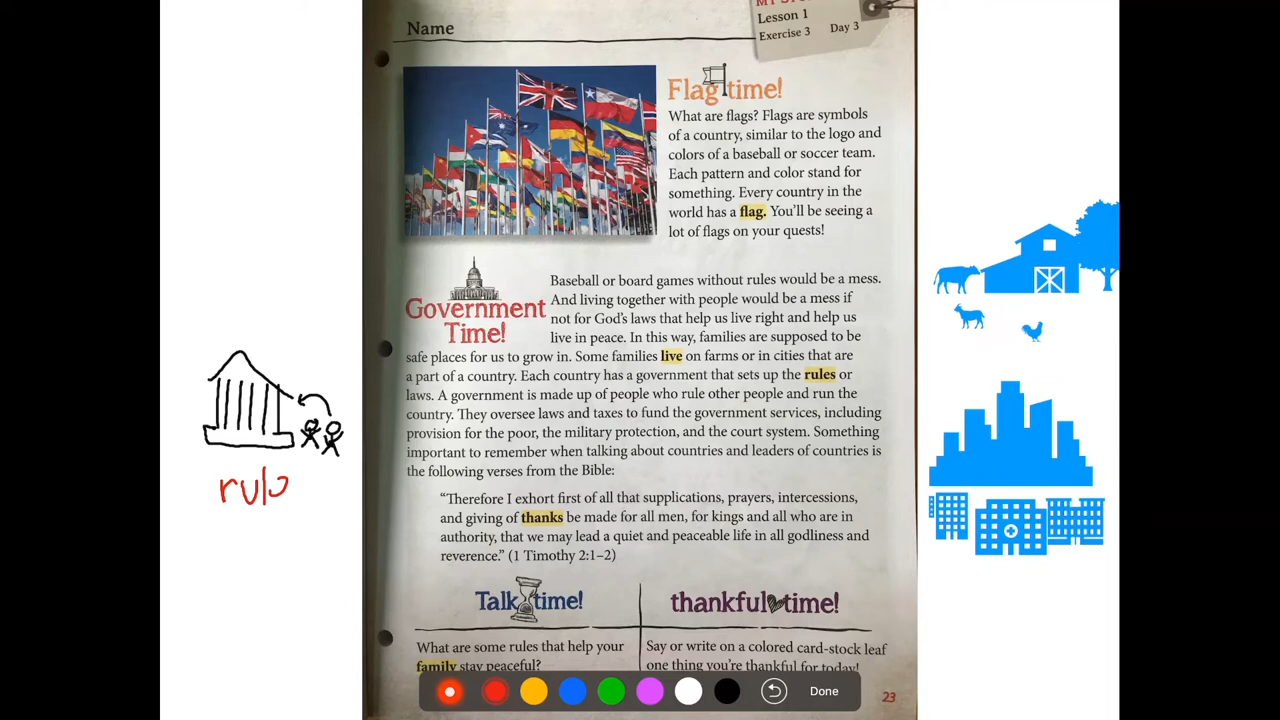 Name
MY
Lesson 1
Exercise 3 Day 3
Flag time!
What are flags? Flags are symbols
of a country, similar to the logo and
colors of a baseball or soccer team.
Each pattern and color stand for
something. Every country in the
world has a flag. You'll be seeing a
lot of flags on your quests!
Government
Time!
Baseball or board games without rules would be a mess.
And living together with people would be a mess if
not for God's laws that help us live right and help us
live in peace. In this way, families are supposed to be
safe places for us to grow in. Some families live on farms or in cities that are
a part of a country. Each country has a government that sets up the rules or
laws. A government is made up of people who rule other people and run the
country. They oversee laws and taxes to fund the government services, including
provision for the poor, the military protection, and the court system. Something
important to remember when talking about countries and leaders of countries is
the following verses from the Bible:
"Therefore I exhort first of all that supplications, prayers, intercessions,
and giving of thanks be made for all men, for kings and all who are in
authority, that we may lead a quiet and peaceable life in all godliness and
reverence." (1 Timothy 2:1–2)
Talk time!
What are some rules that help your
family stay peaceful?
thankful time!
Say or write on a colored card-stock leaf
one thing you're thankful for today!
23
rule
Done